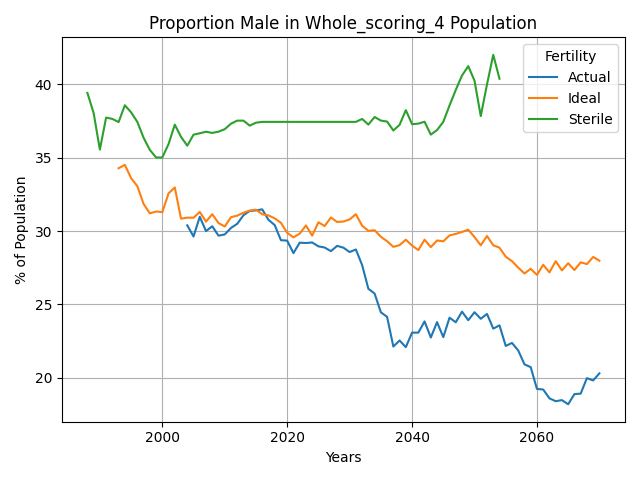 Proportion Male in Whole_scoring_4 Population
Fertility
Actual
Ideal
Sterile
% of Population
40
35
30
25
20
2000
2020
2040
2060
Years